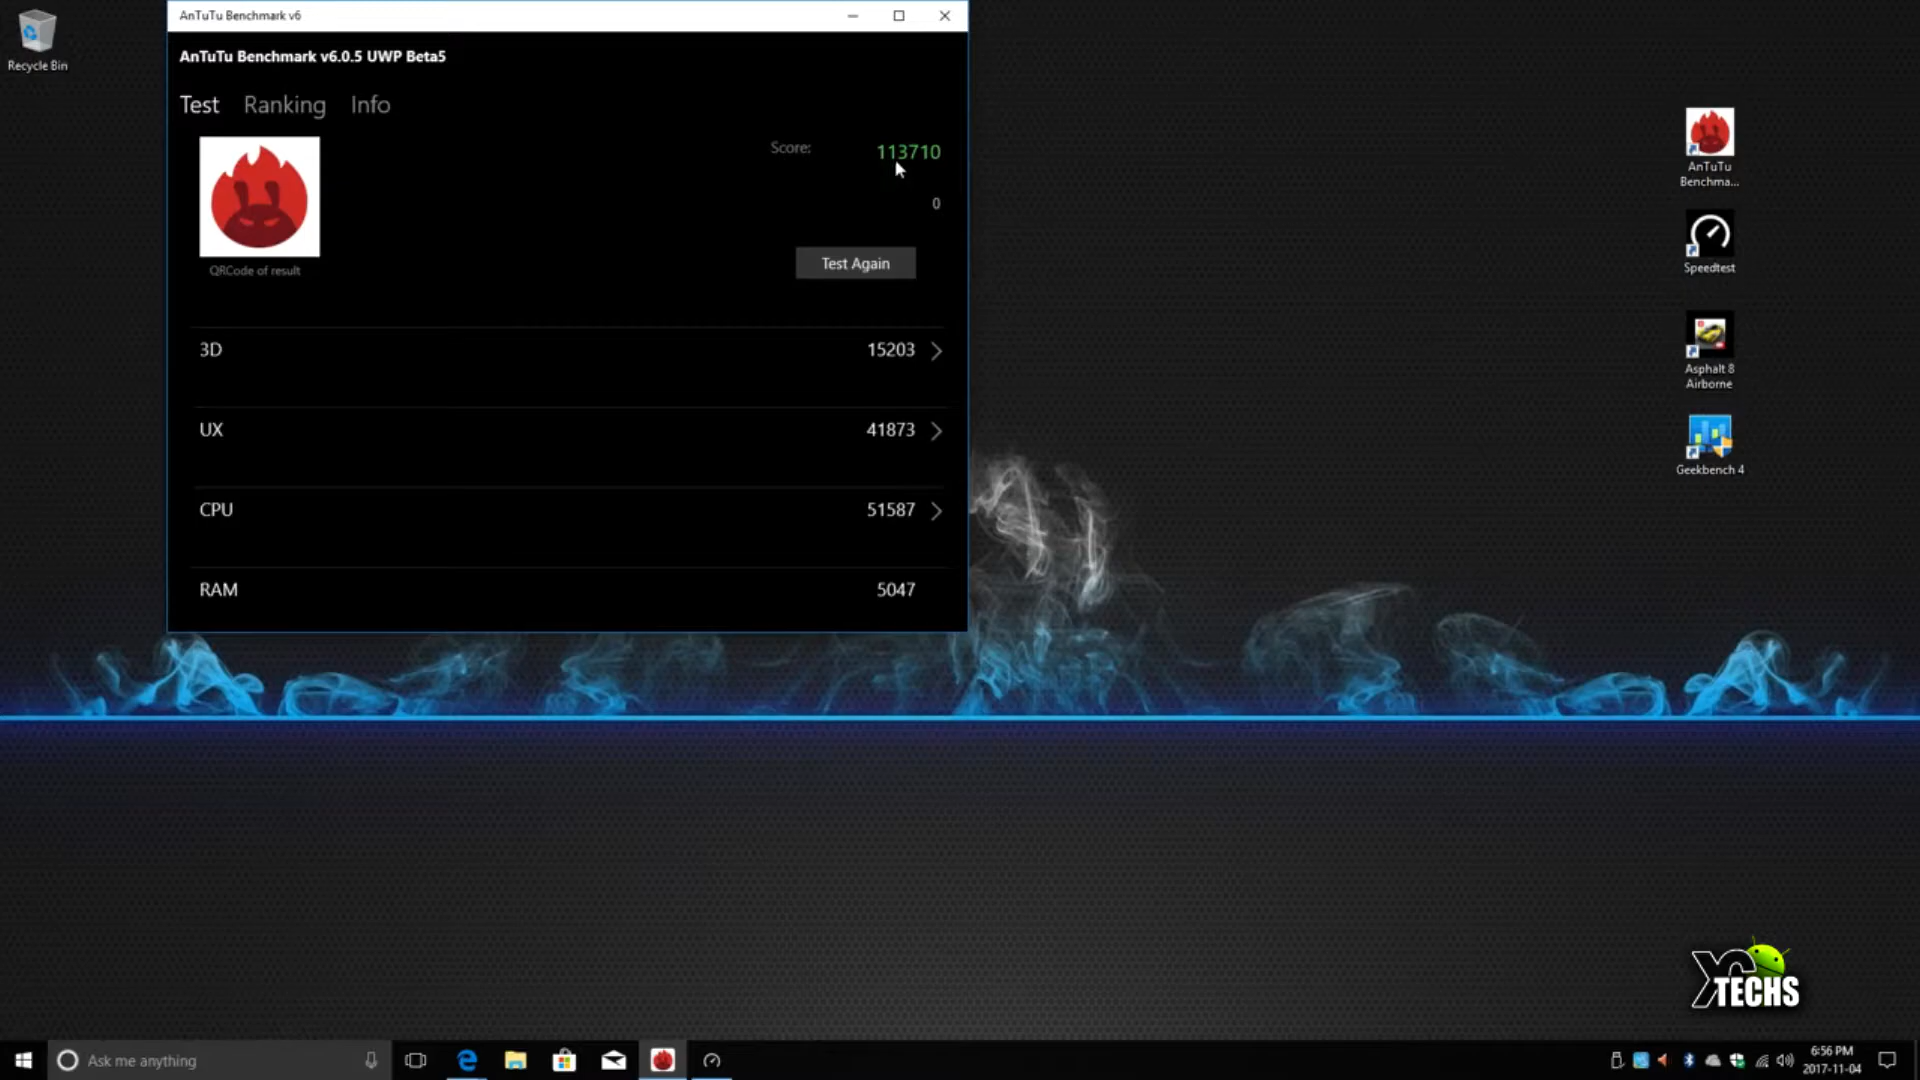 Recycle Bin
AnTuTu Benchmark v6
AnTuTu Benchmark v6.0.5 UWP Beta5
Test Ranking Info
Score: 113710
0
QRCode of result
Test Again
3D 15203
UX 41873
CPU 51587
RAM 5047
AnTuTu
Benchma...
Speedtest
Asphalt 8
Airborne
Geekbench 4
TECHS
Ask me anything
6:56 PM
2017-11-04